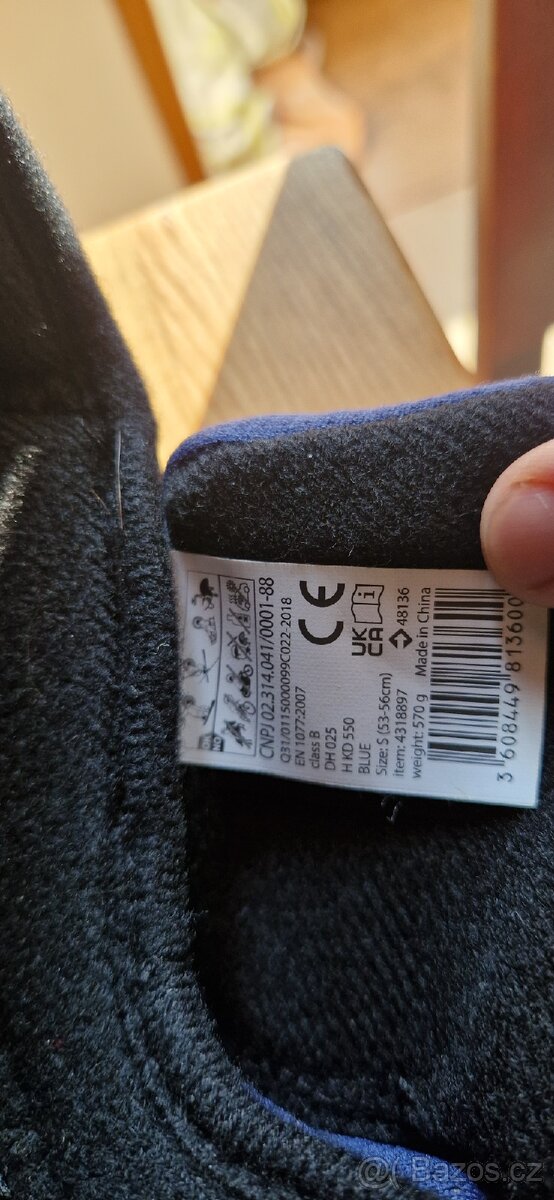 CNPJ 02.314.041/0001-88
Q31/0115000099C022-2018
EN 1077:2007
class B
DH 025
H KD 550
BLUE
Size: S (53-56cm)
item: 4318897
weight: 570 g
CE
UK
CA
48136
Made in China
3 608449 813600
Bazos.cz